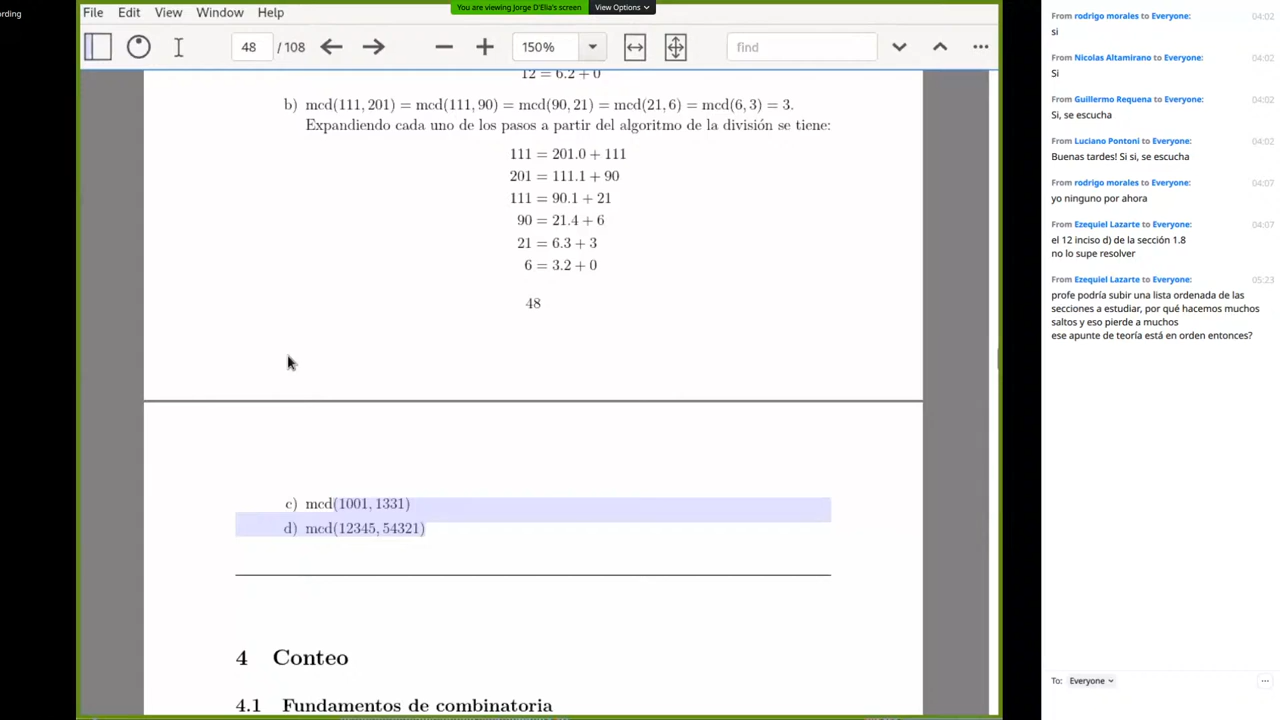 ording
File Edit View Window Help
You are viewing Jorge D'Elia's screen View Options
48 / 108 150% find
12 = 6.2 + 0
b) mcd(111, 201) = mcd(111, 90) = mcd(90, 21) = mcd(21, 6) = mcd(6, 3) = 3.
Expandiendo cada uno de los pasos a partir del algoritmo de la división se tiene:
111 = 201.0 + 111
201 = 111.1 + 90
111 = 90.1 + 21
90 = 21.4 + 6
21 = 6.3 + 3
6 = 3.2 + 0
48
c) mcd(1001, 1331)
d) mcd(12345, 54321)
4 Conteo
4.1 Fundamentos de combinatoria
From rodrigo morales to Everyone: 04:02
si
From Nicolas Altamirano to Everyone: 04:02
Si
From Guillermo Requena to Everyone: 04:02
Si, se escucha
From Luciano Pontoni to Everyone: 04:02
Buenas tardes! Si si, se escucha
From rodrigo morales to Everyone: 04:07
yo ninguno por ahora
From Ezequiel Lazarte to Everyone: 04:07
el 12 inciso d) de la sección 1.8
no lo supe resolver
From Ezequiel Lazarte to Everyone: 05:23
profe podría subir una lista ordenada de las
secciones a estudiar, por qué hacemos muchos
saltos y eso pierde a muchos
ese apunte de teoría está en orden entonces?
To: Everyone